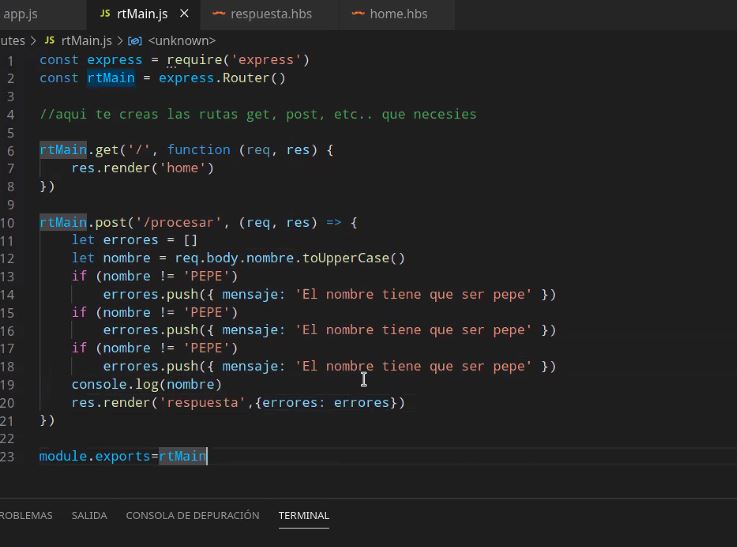 app.js JS rtMain.js respuesta.hbs home.hbs
utes > JS rtMain.js > <unknown>
1 const express = require('express')
2 const rtMain = express.Router()
3
4 //aqui te creas las rutas get, post, etc.. que necesies
5
6 rtMain.get('/', function (req, res) {
7     res.render('home')
8 })
9
10 rtMain.post('/procesar', (req, res) => {
11     let errores = []
12     let nombre = req.body.nombre.toUpperCase()
13     if (nombre != 'PEPE')
14         errores.push({ mensaje: 'El nombre tiene que ser pepe' })
15     if (nombre != 'PEPE')
16         errores.push({ mensaje: 'El nombre tiene que ser pepe' })
17     if (nombre != 'PEPE')
18         errores.push({ mensaje: 'El nombre tiene que ser pepe' })
19     console.log(nombre)
20     res.render('respuesta',{errores: errores})
21 })
22
23 module.exports=rtMain
ROBLEMAS SALIDA CONSOLA DE DEPURACIÓN TERMINAL